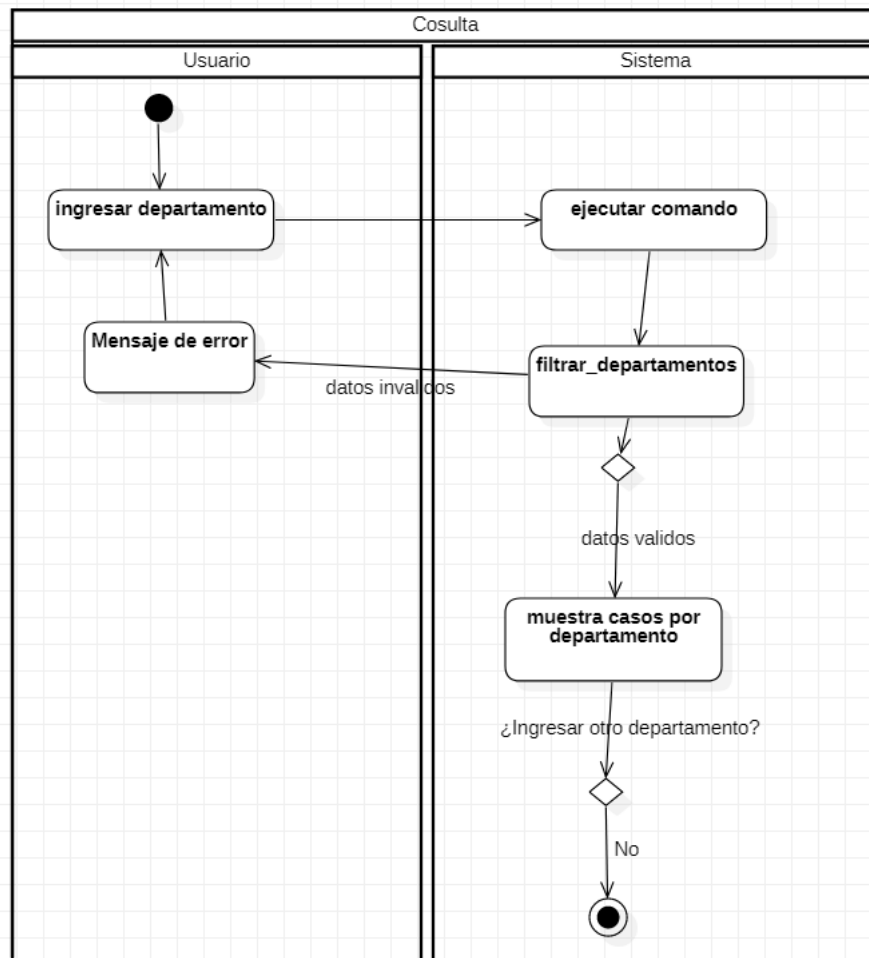 Cosulta
Usuario
Sistema
ingresar departamento
ejecutar comando
Mensaje de error
filtrar_departamentos
datos invalidos
datos validos
muestra casos por
departamento
¿Ingresar otro departamento?
No